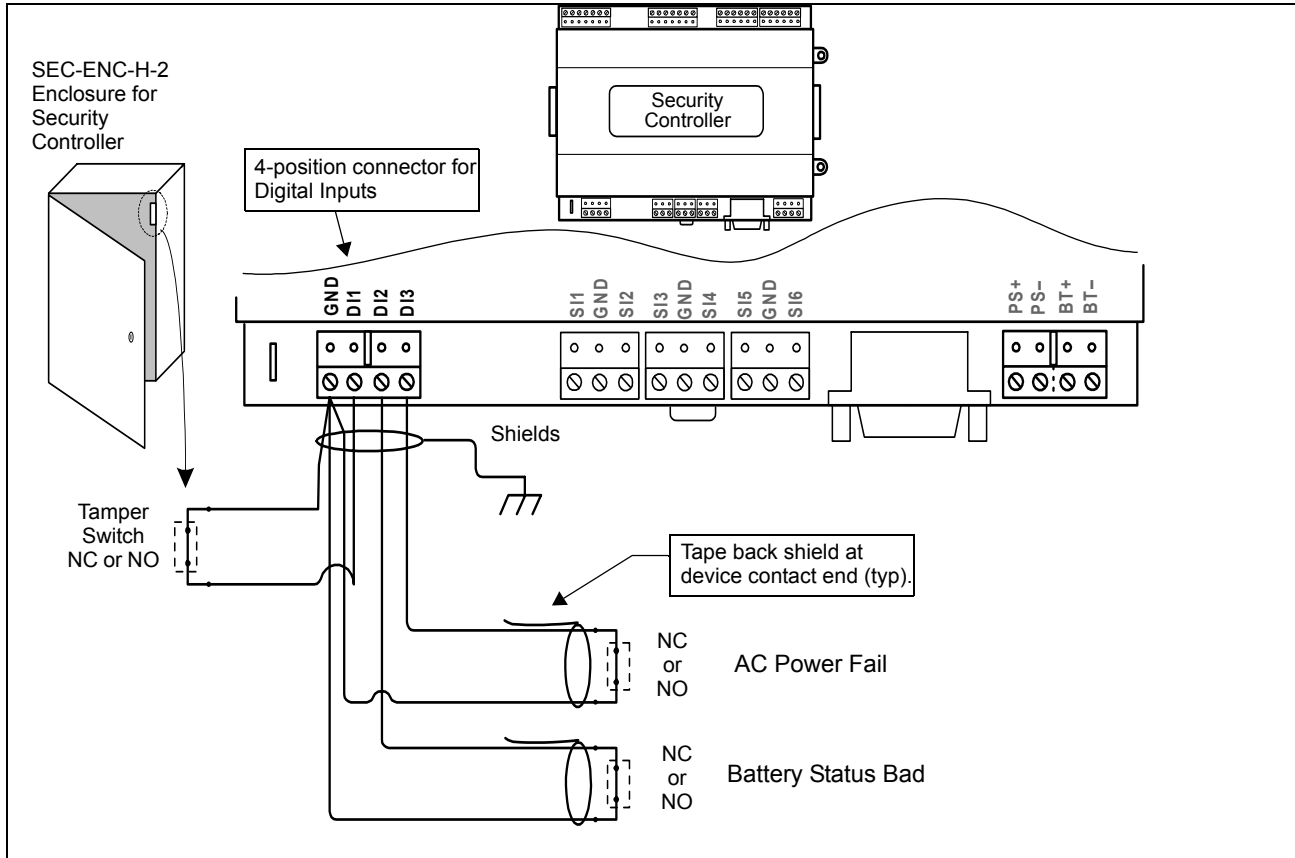 SEC-ENC-H-2
Enclosure for
Security
Controller
Security
Controller
4-position connector for
Digital Inputs
GND
DI1
DI2
DI3
SI1
GND
SI2
SI3
GND
SI4
SI5
GND
SI6
PS+
PS–
BT+
BT–
Shields
Tamper
Switch
NC or NO
Tape back shield at
device contact end (typ).
NC
or
NO
AC Power Fail
NC
or
NO
Battery Status Bad